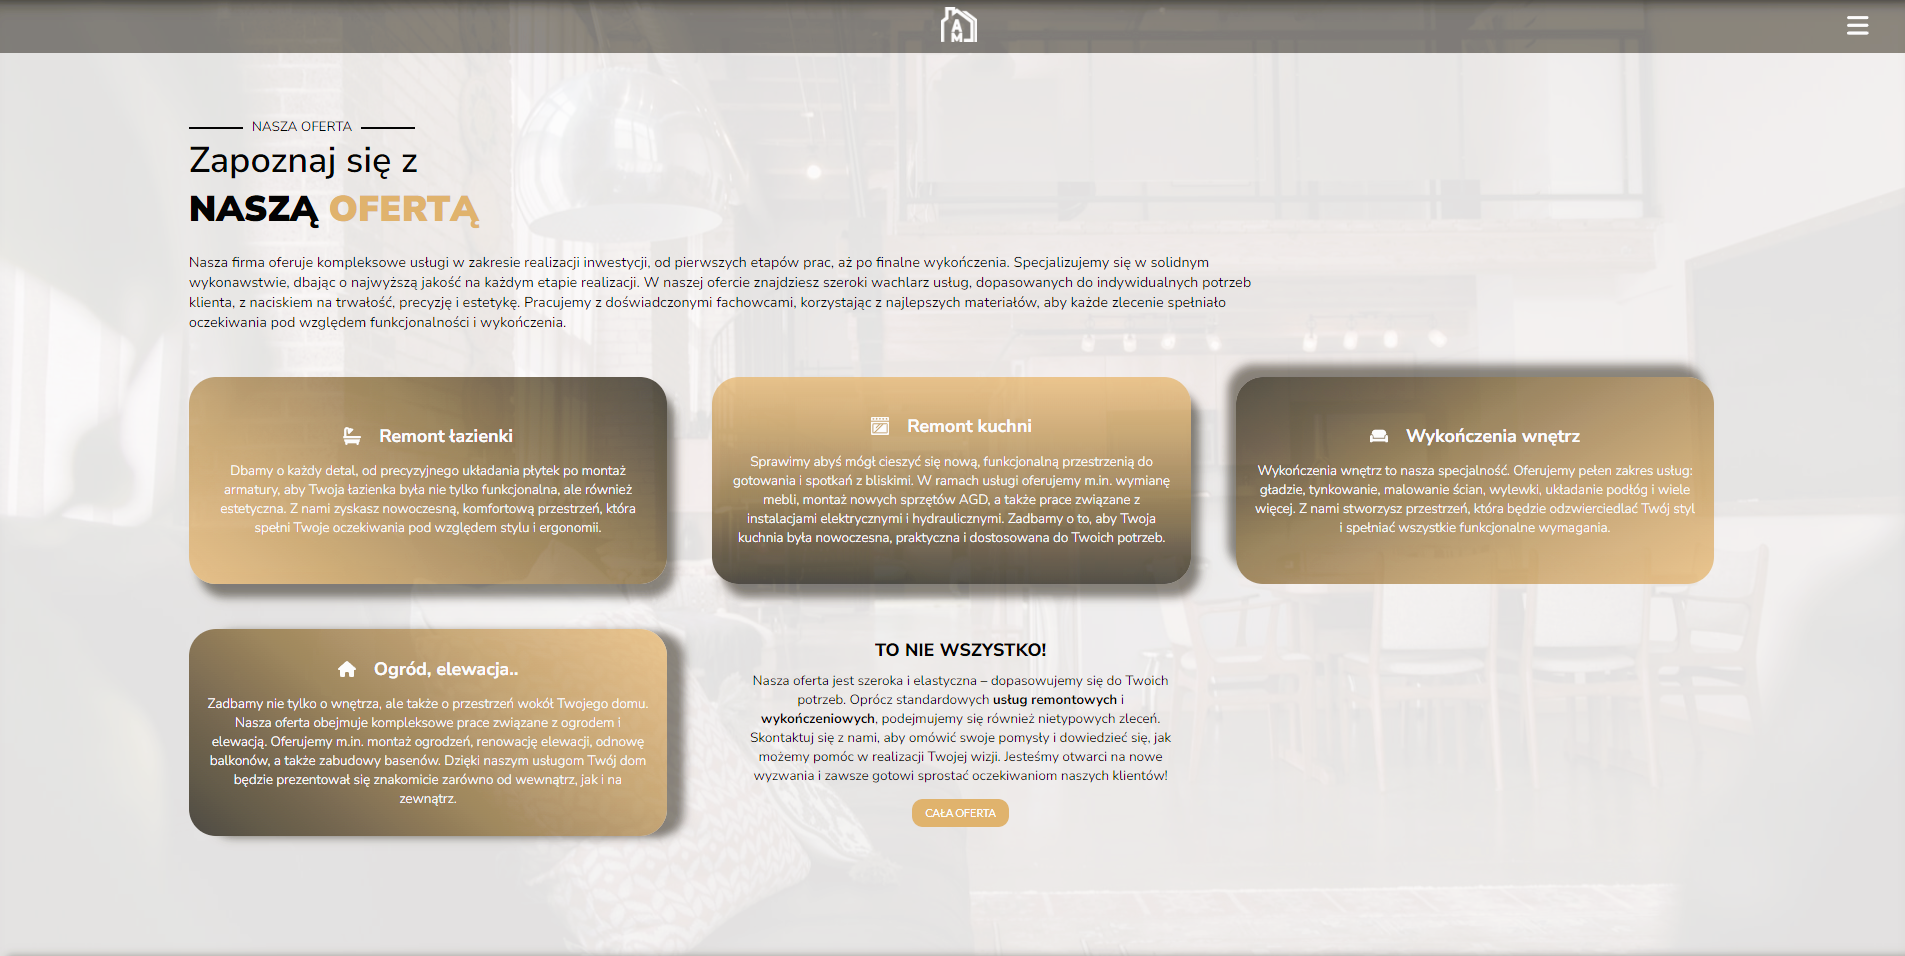 AM
NASZA OFERTA
Zapoznaj się z
NASZĄ OFERTĄ
Nasza firma oferuje kompleksowe usługi w zakresie realizacji inwestycji, od pierwszych etapów prac, aż po finalne wykończenia. Specjalizujemy się w solidnym
wykonawstwie, dbając o najwyższą jakość na każdym etapie realizacji. W naszej ofercie znajdziesz szeroki wachlarz usług, dopasowanych do indywidualnych potrzeb
klienta, z naciskiem na trwałość, precyzję i estetykę. Pracujemy z doświadczonymi fachowcami, korzystając z najlepszych materiałów, aby każde zlecenie spełniało
oczekiwania pod względem funkcjonalności i wykończenia.
Remont łazienki
Dbamy o każdy detal, od precyzyjnego układania płytek po montaż
armatury, aby Twoja łazienka była nie tylko funkcjonalna, ale również
estetyczna. Z nami zyskasz nowoczesną, komfortową przestrzeń, która
spełni Twoje oczekiwania pod względem stylu i ergonomii.
Remont kuchni
Sprawimy abyś mógł cieszyć się nową, funkcjonalną przestrzenią do
gotowania i spotkań z bliskimi. W ramach usługi oferujemy m.in. wymianę
mebli, montaż nowych sprzętów AGD, a także prace związane z
instalacjami elektrycznymi i hydraulicznymi. Zadbamy o to, aby Twoja
kuchnia była nowoczesna, praktyczna i dostosowana do Twoich potrzeb.
Wykończenia wnętrz
Wykończenia wnętrz to nasza specjalność. Oferujemy pełen zakres usług:
gładzie, tynkowanie, malowanie ścian, wylewki, układanie podłóg i wiele
więcej. Z nami stworzysz przestrzeń, która będzie odzwierciedlać Twój styl
i spełniać wszystkie funkcjonalne wymagania.
Ogród, elewacja..
Zadbamy nie tylko o wnętrza, ale także o przestrzeń wokół Twojego domu.
Nasza oferta obejmuje kompleksowe prace związane z ogrodem i
elewacją. Oferujemy m.in. montaż ogrodzeń, renowację elewacji, odnowę
balkonów, a także zabudowy basenów. Dzięki naszym usługom Twój dom
będzie prezentował się znakomicie zarówno od wewnątrz, jak i na
zewnątrz.
TO NIE WSZYSTKO!
Nasza oferta jest szeroka i elastyczna – dopasowujemy się do Twoich
potrzeb. Oprócz standardowych usług remontowych i
wykończeniowych, podejmujemy się również nietypowych zleceń.
Skontaktuj się z nami, aby omówić swoje pomysły i dowiedzieć się, jak
możemy pomóc w realizacji Twojej wizji. Jesteśmy otwarci na nowe
wyzwania i zawsze gotowi sprostać oczekiwaniom naszych klientów!
CAŁA OFERTA